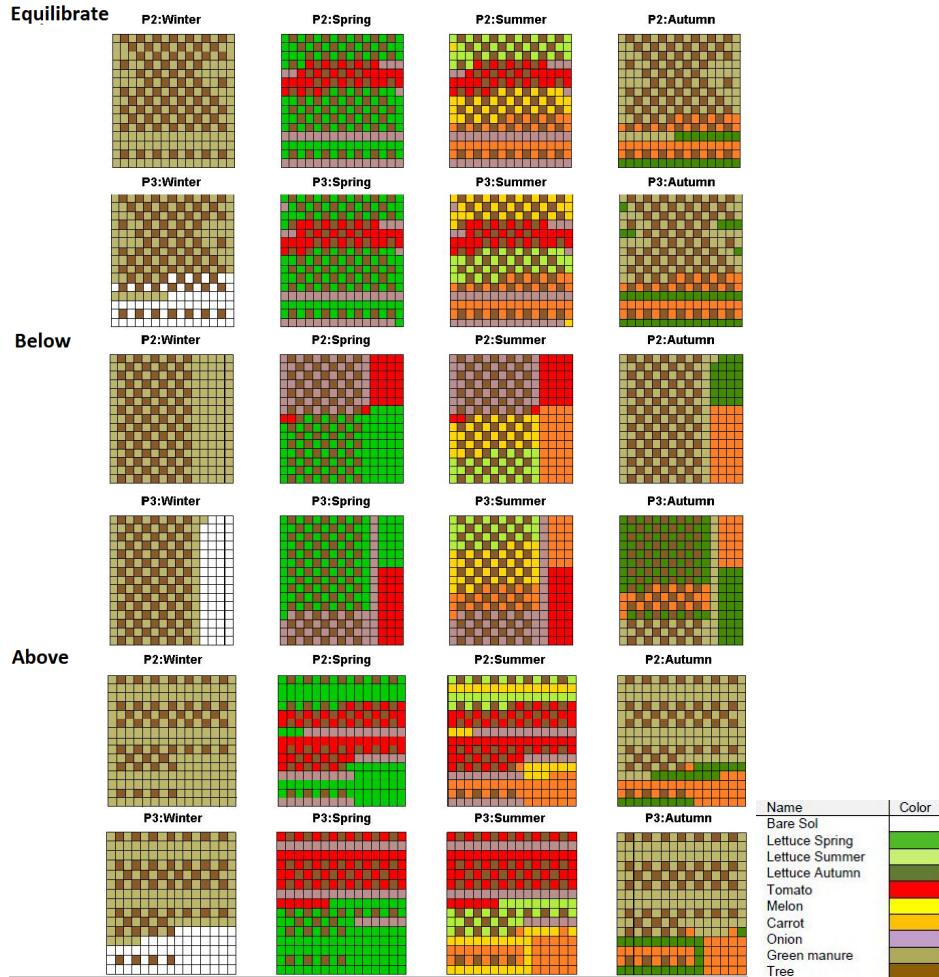 Equilibrate
P2:Winter P2:Spring P2:Summer P2:Autumn
P3:Winter P3:Spring P3:Summer P3:Autumn
Below
P2:Winter P2:Spring P2:Summer P2:Autumn
P3:Winter P3:Spring P3:Summer P3:Autumn
Above
P2:Winter P2:Spring P2:Summer P2:Autumn
P3:Winter P3:Spring P3:Summer P3:Autumn
Name Color
Bare Sol
Lettuce Spring
Lettuce Summer
Lettuce Autumn
Tomato
Melon
Carrot
Onion
Green manure
Tree